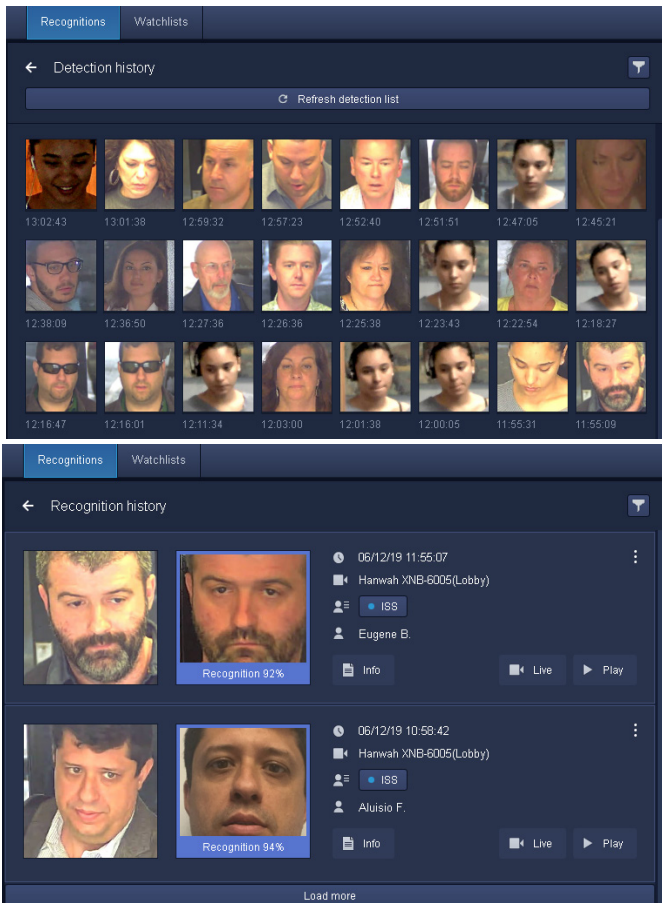 Recognitions Watchlists
Detection history
Refresh detection list
13:02:43 13:01:38 12:59:32 12:57:23 12:52:40 12:51:51 12:47:05 12:45:21
12:38:09 12:36:50 12:27:36 12:26:36 12:25:38 12:23:43 12:22:54 12:18:27
12:16:47 12:16:01 12:11:34 12:03:00 12:01:38 12:00:05 11:55:31 11:55:09
Recognitions Watchlists
Recognition history
06/12/19 11:55:07
Hanwah XNB-6005(Lobby)
ISS
Eugene B.
Recognition 92%
Info Live Play
06/12/19 10:58:42
Hanwah XNB-6005(Lobby)
ISS
Aluisio F.
Recognition 94%
Info Live Play
Load more